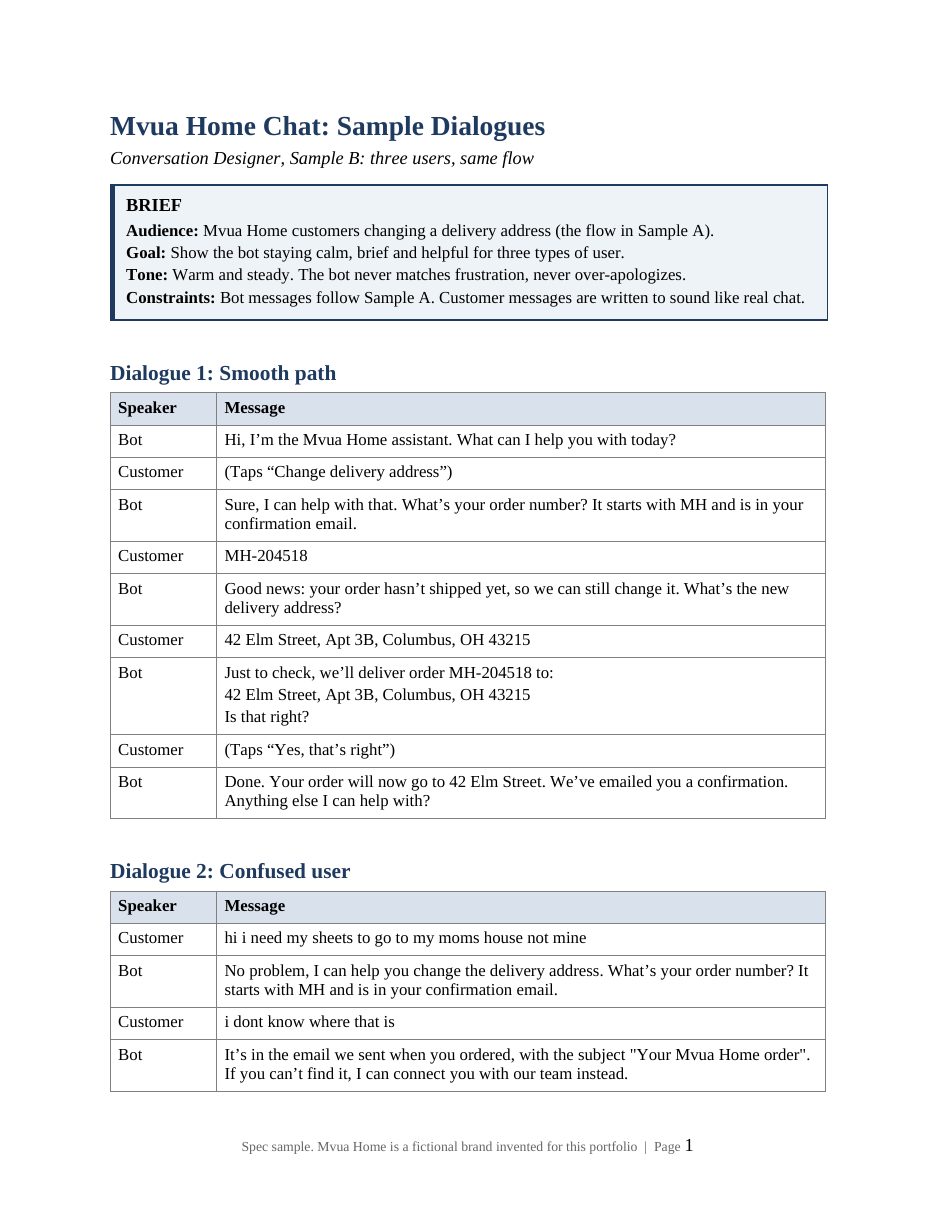 Mvua Home Chat: Sample Dialogues
Conversation Designer, Sample B: three users, same flow
BRIEF
Audience: Mvua Home customers changing a delivery address (the flow in Sample A).
Goal: Show the bot staying calm, brief and helpful for three types of user.
Tone: Warm and steady. The bot never matches frustration, never over-apologizes.
Constraints: Bot messages follow Sample A. Customer messages are written to sound like real chat.
Dialogue 1: Smooth path
Speaker Message
Bot Hi, I’m the Mvua Home assistant. What can I help you with today?
Customer (Taps “Change delivery address”)
Bot Sure, I can help with that. What’s your order number? It starts with MH and is in your
confirmation email.
Customer MH-204518
Bot Good news: your order hasn’t shipped yet, so we can still change it. What’s the new
delivery address?
Customer 42 Elm Street, Apt 3B, Columbus, OH 43215
Bot Just to check, we’ll deliver order MH-204518 to:
42 Elm Street, Apt 3B, Columbus, OH 43215
Is that right?
Customer (Taps “Yes, that’s right”)
Bot Done. Your order will now go to 42 Elm Street. We’ve emailed you a confirmation.
Anything else I can help with?
Dialogue 2: Confused user
Speaker Message
Customer hi i need my sheets to go to my moms house not mine
Bot No problem, I can help you change the delivery address. What’s your order number? It
starts with MH and is in your confirmation email.
Customer i dont know where that is
Bot It’s in the email we sent when you ordered, with the subject "Your Mvua Home order".
If you can’t find it, I can connect you with our team instead.
Spec sample. Mvua Home is a fictional brand invented for this portfolio | Page 1